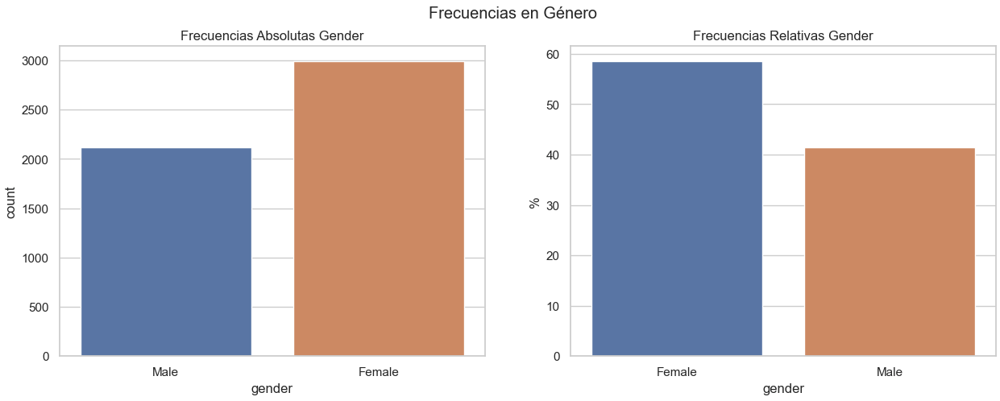 Frecuencias en Género
Frecuencias Absolutas Gender
3000
2500
2000
1500
1000
500
0
count
Male
Female
gender
Frecuencias Relativas Gender
60
50
40
30
20
10
0
%
Female
Male
gender